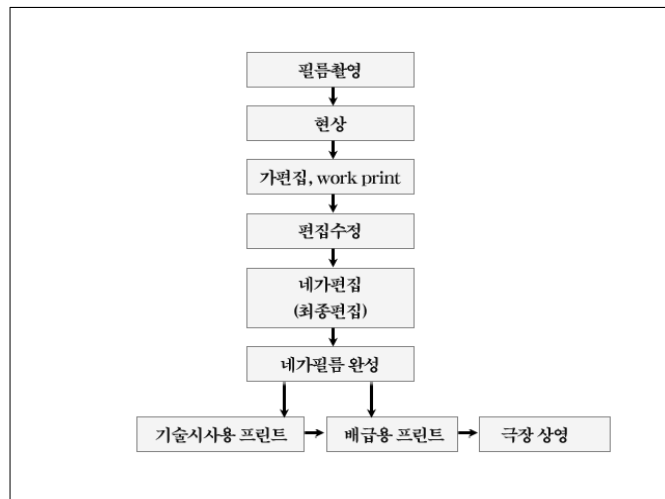 필름촬영
현상
가편집, work print
편집수정
네가편집
(최종편집)
네가필름 완성
기술시사용 프린트
배급용 프린트
극장 상영